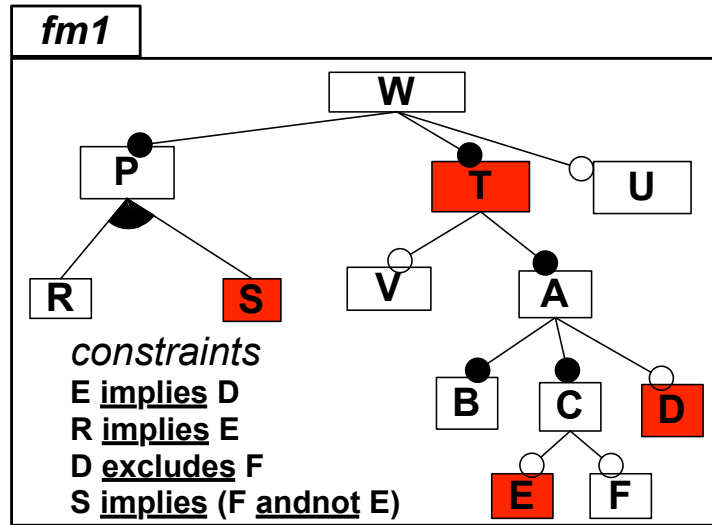 fm1
W
P
T
U
R
S
V
A
B
C
D
E
F
constraints
E implies D
R implies E
D excludes F
S implies (F andnot E)